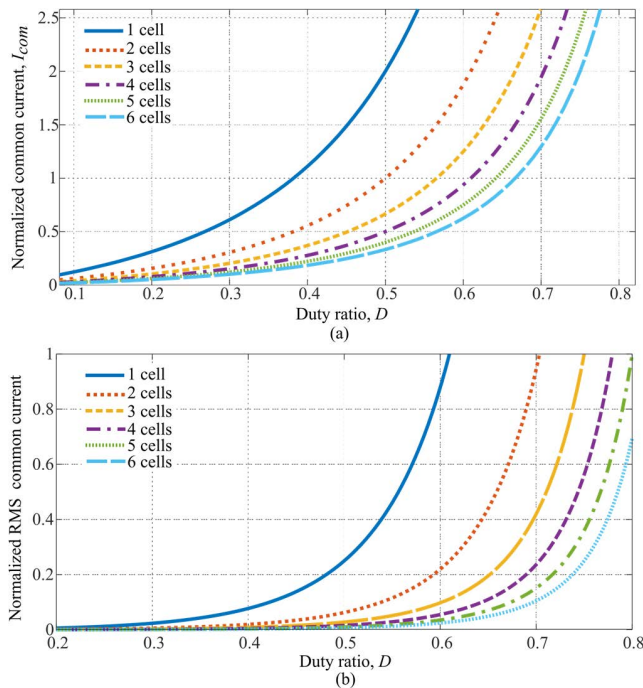 Normalized common current, I_com
2.5
2
1.5
1
0.5
0
1 cell
2 cells
3 cells
4 cells
5 cells
6 cells
0.1 0.2 0.3 0.4 0.5 0.6 0.7 0.8
Duty ratio, D
(a)
Normalized RMS common current
1
0.8
0.6
0.4
0.2
0
1 cell
2 cells
3 cells
4 cells
5 cells
6 cells
0.2 0.3 0.4 0.5 0.6 0.7 0.8
Duty ratio, D
(b)